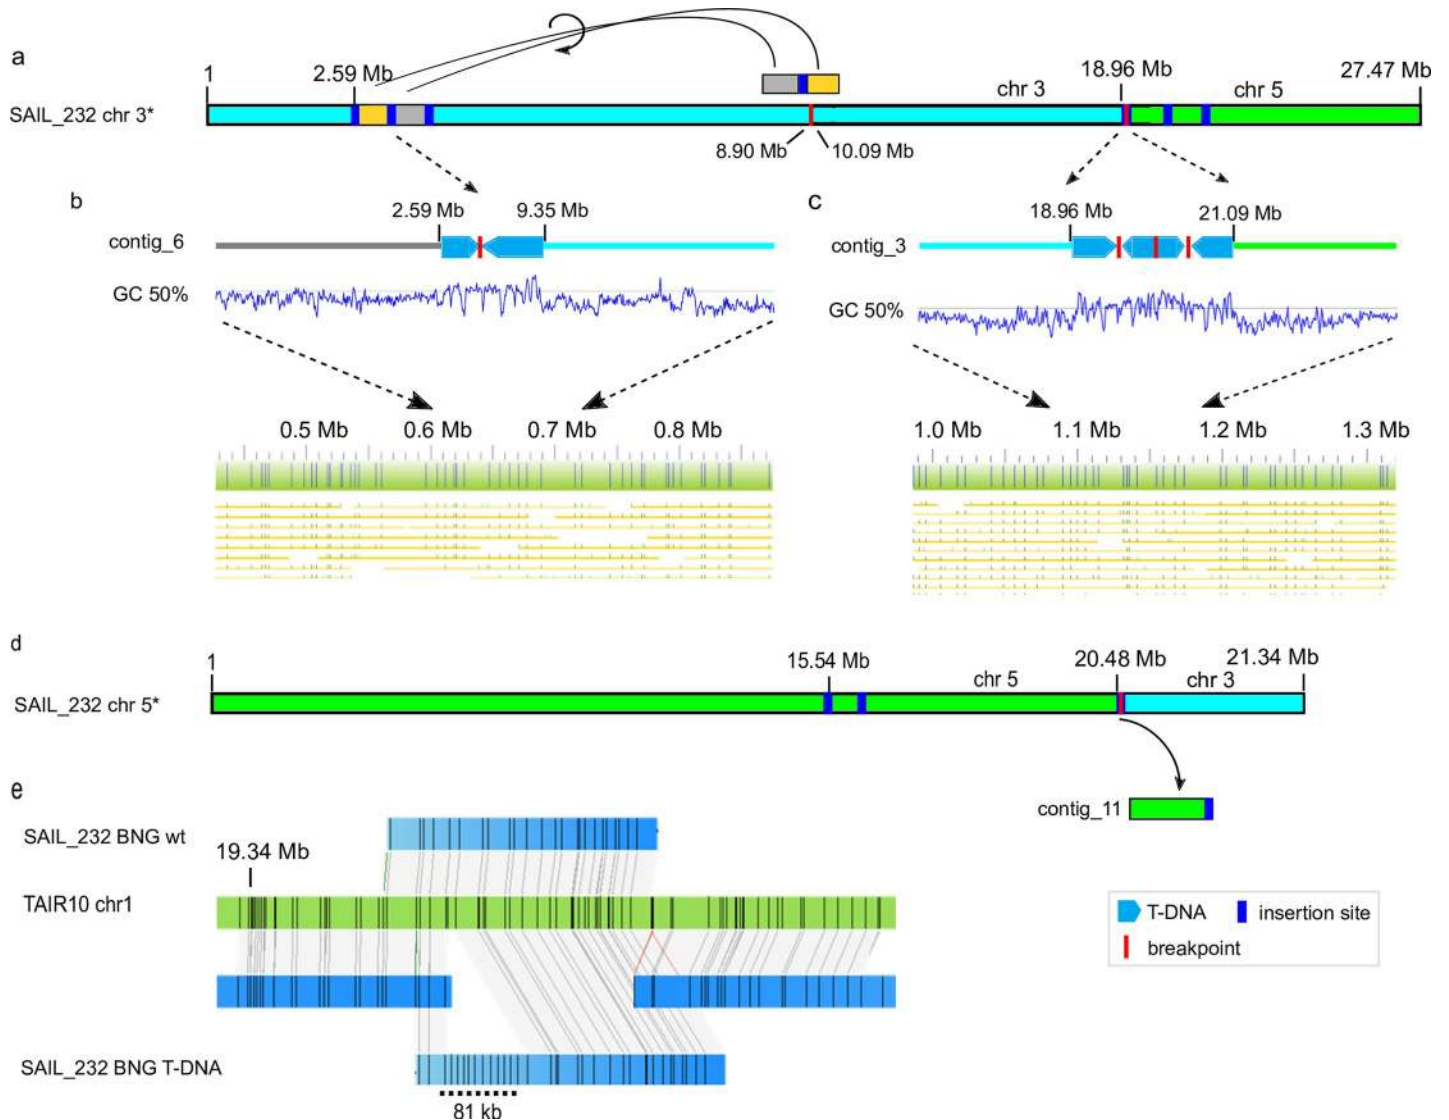 a
1
2.59 Mb
chr 3
18.96 Mb
chr 5
27.47 Mb
SAIL_232 chr 3*
8.90 Mb
10.09 Mb
b
2.59 Mb
9.35 Mb
contig_6
GC 50%
0.5 Mb 0.6 Mb 0.7 Mb 0.8 Mb
c
18.96 Mb
21.09 Mb
contig_3
GC 50%
1.0 Mb 1.1 Mb 1.2 Mb 1.3 Mb
d
1
15.54 Mb
chr 5
20.48 Mb
chr 3
21.34 Mb
SAIL_232 chr 5*
contig_11
e
SAIL_232 BNG wt
19.34 Mb
TAIR10 chr1
SAIL_232 BNG T-DNA
81 kb
T-DNA
insertion site
breakpoint